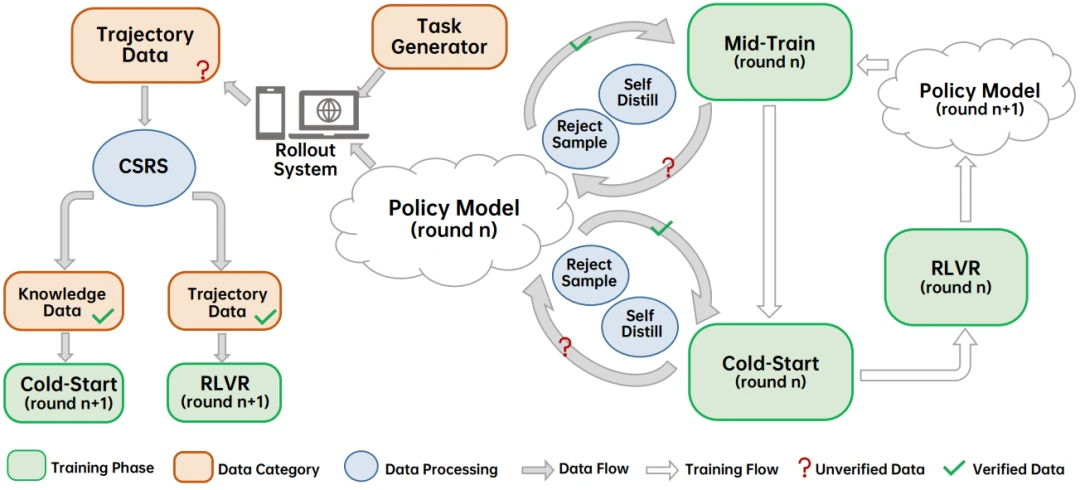 Trajectory
Data
?
Task
Generator
Rollout
System
CSRS
Knowledge
Data
Trajectory
Data
Cold-Start
(round n+1)
RLVR
(round n+1)
Policy Model
(round n)
Self
Distill
Reject
Sample
?
Reject
Sample
Self
Distill
?
Mid-Train
(round n)
Cold-Start
(round n)
RLVR
(round n)
Policy Model
(round n+1)
Training Phase
Data Category
Data Processing
Data Flow
Training Flow
? Unverified Data
Verified Data